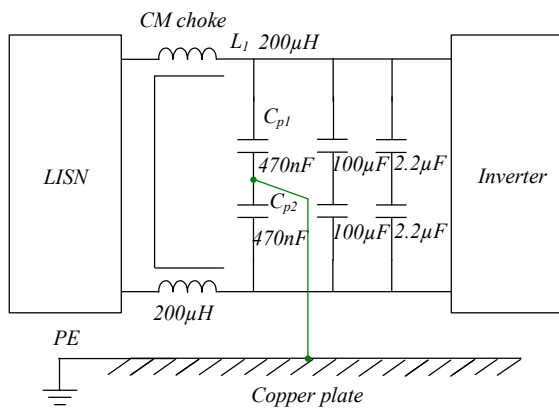 CM choke
L1 200μH
Cp1
470nF
100μF
2.2μF
LISN
Inverter
Cp2
470nF
100μF
2.2μF
200μH
PE
Copper plate